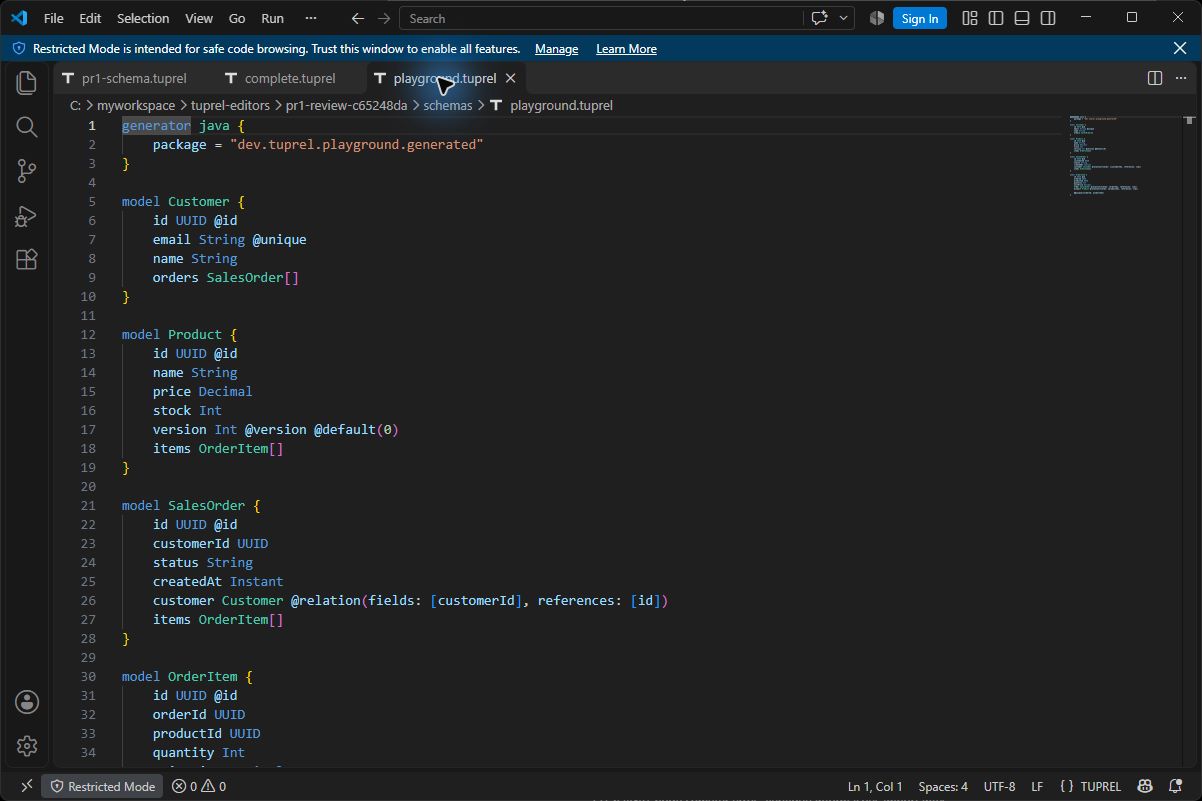 File Edit Selection View Go Run ··· Search Sign In
Restricted Mode is intended for safe code browsing. Trust this window to enable all features. Manage Learn More
pr1-schema.tuprel complete.tuprel playground.tuprel
C: > myworkspace > tuprel-editors > pr1-review-c65248da > schemas > playground.tuprel
1 generator java {
2 package = "dev.tuprel.playground.generated"
3 }
4
5 model Customer {
6 id UUID @id
7 email String @unique
8 name String
9 orders SalesOrder[]
10 }
11
12 model Product {
13 id UUID @id
14 name String
15 price Decimal
16 stock Int
17 version Int @version @default(0)
18 items OrderItem[]
19 }
20
21 model SalesOrder {
22 id UUID @id
23 customerId UUID
24 status String
25 createdAt Instant
26 customer Customer @relation(fields: [customerId], references: [id])
27 items OrderItem[]
28 }
29
30 model OrderItem {
31 id UUID @id
32 orderId UUID
33 productId UUID
34 quantity Int
Restricted Mode 0 0 Ln 1, Col 1 Spaces: 4 UTF-8 LF { } TUPREL